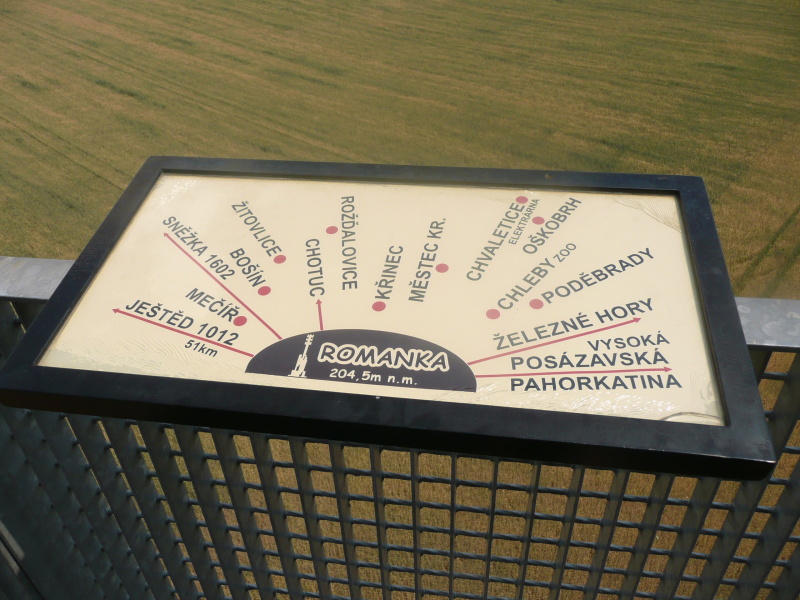 JEŠTĚD 1012
51km
MEČÍŘ
SNĚŽKA 1602
BOŠÍN
ŽITOVLICE
CHOTUC
ROŽĎALOVICE
KŘINEC
MĚSTEC KR.
CHVALETICE
ELEKTRÁRNA
OŠKOBRH
CHLEBY ZOO
PODĚBRADY
ŽELEZNÉ HORY
VYSOKÁ
POSÁZAVSKÁ
PAHORKATINA
ROMANKA
204,5m n.m.